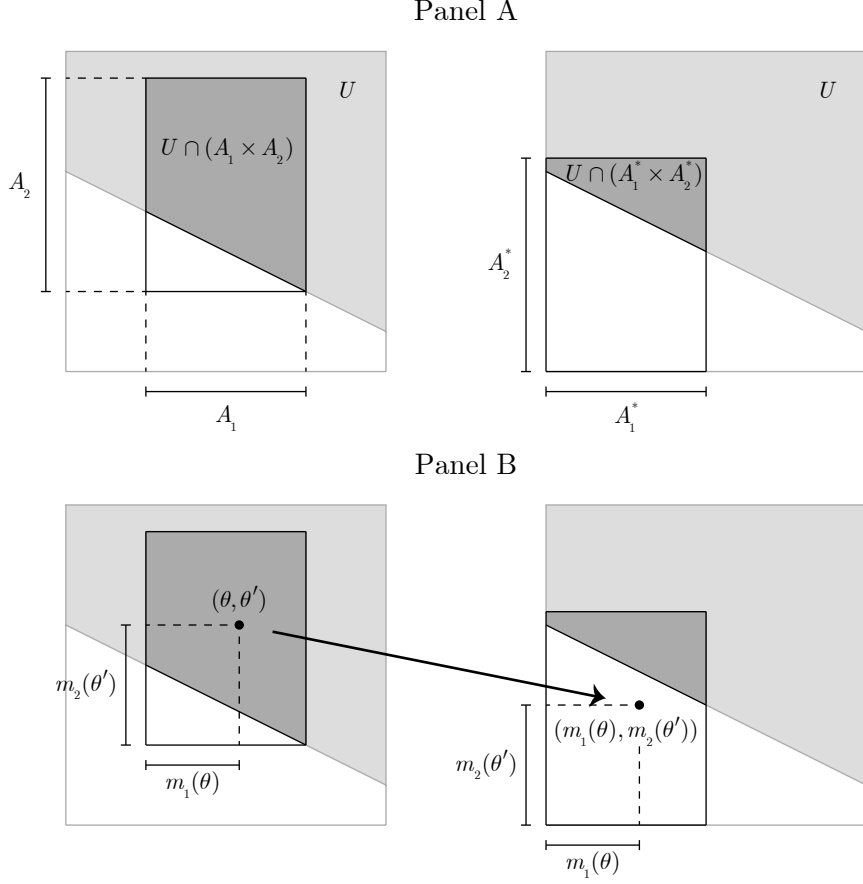 Panel A
U
U
U ∩ (A₁ × A₂)
U ∩ (A₁* × A₂*)
A₂
A₂*
A₁
A₁*
Panel B
(θ, θ′)
m₂(θ′)
(m₁(θ), m₂(θ′))
m₂(θ′)
m₁(θ)
m₁(θ)